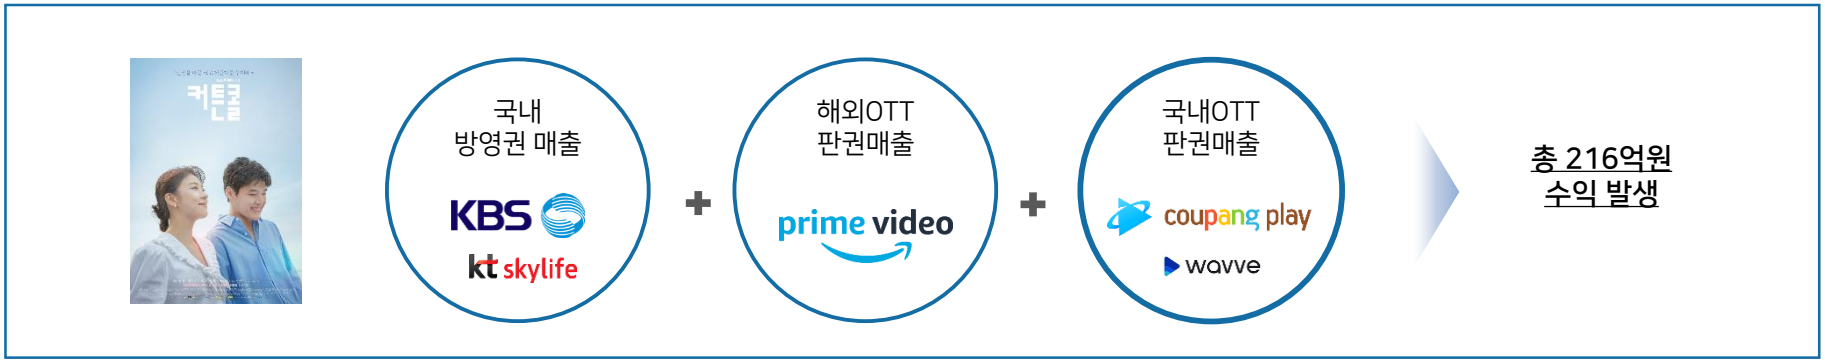 커튼콜
국내
방영권 매출
KBS
kt skylife
+
해외OTT
판권매출
prime video
+
국내OTT
판권매출
coupang play
wavve
총 216억원
수익 발생